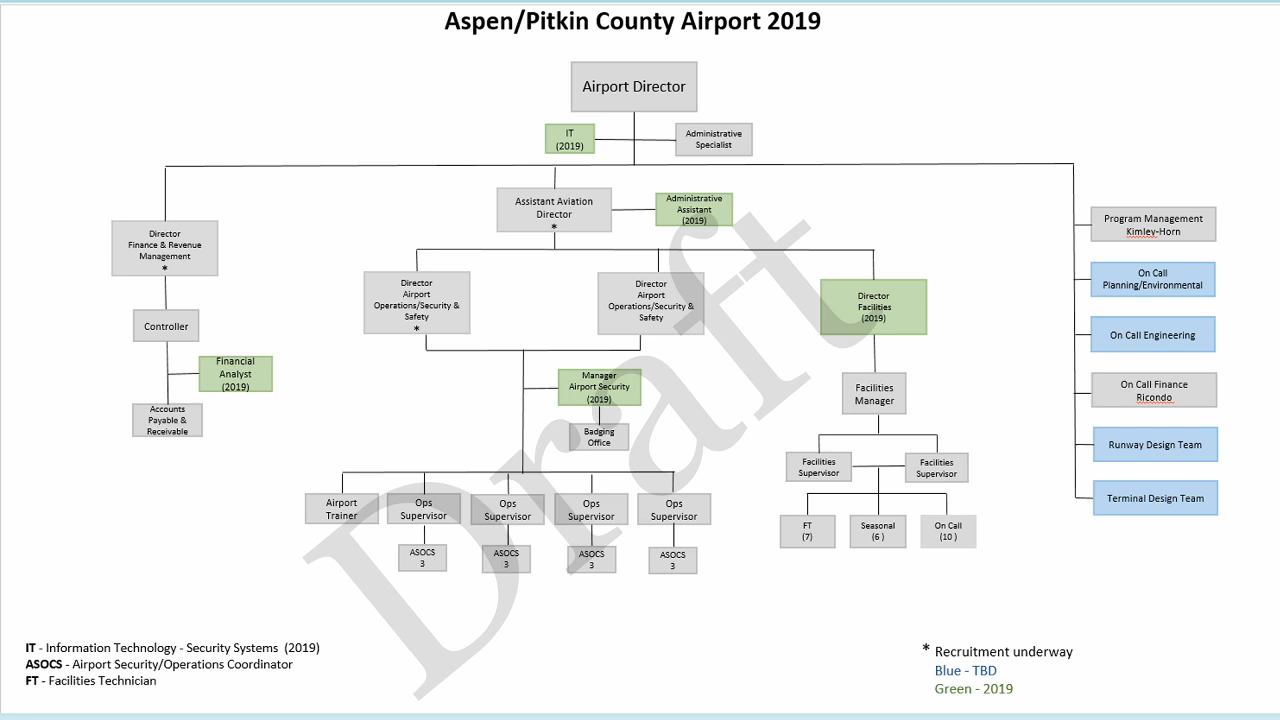 Aspen/Pitkin County Airport 2019
Airport Director
IT
(2019)
Administrative
Specialist
Assistant Aviation
Director
*
Administrative
Assistant
(2019)
Director
Finance & Revenue
Management
*
Controller
Financial
Analyst
(2019)
Accounts
Payable &
Receivable
Director
Airport
Operations/Security &
Safety
*
Director
Airport
Operations/Security &
Safety
Director
Facilities
(2019)
Manager
Airport Security
(2019)
Badging
Office
Airport
Trainer
Ops
Supervisor
Ops
Supervisor
Ops
Supervisor
Ops
Supervisor
ASOCS
3
ASOCS
3
ASOCS
3
ASOCS
3
Facilities
Manager
Facilities
Supervisor
Facilities
Supervisor
FT
(7)
Seasonal
(6 )
On Call
(10 )
Program Management
Kimley-Horn
On Call
Planning/Environmental
On Call Engineering
On Call Finance
Ricondo
Runway Design Team
Terminal Design Team
Draft
IT - Information Technology - Security Systems (2019)
ASOCS - Airport Security/Operations Coordinator
FT - Facilities Technician
* Recruitment underway
Blue - TBD
Green - 2019